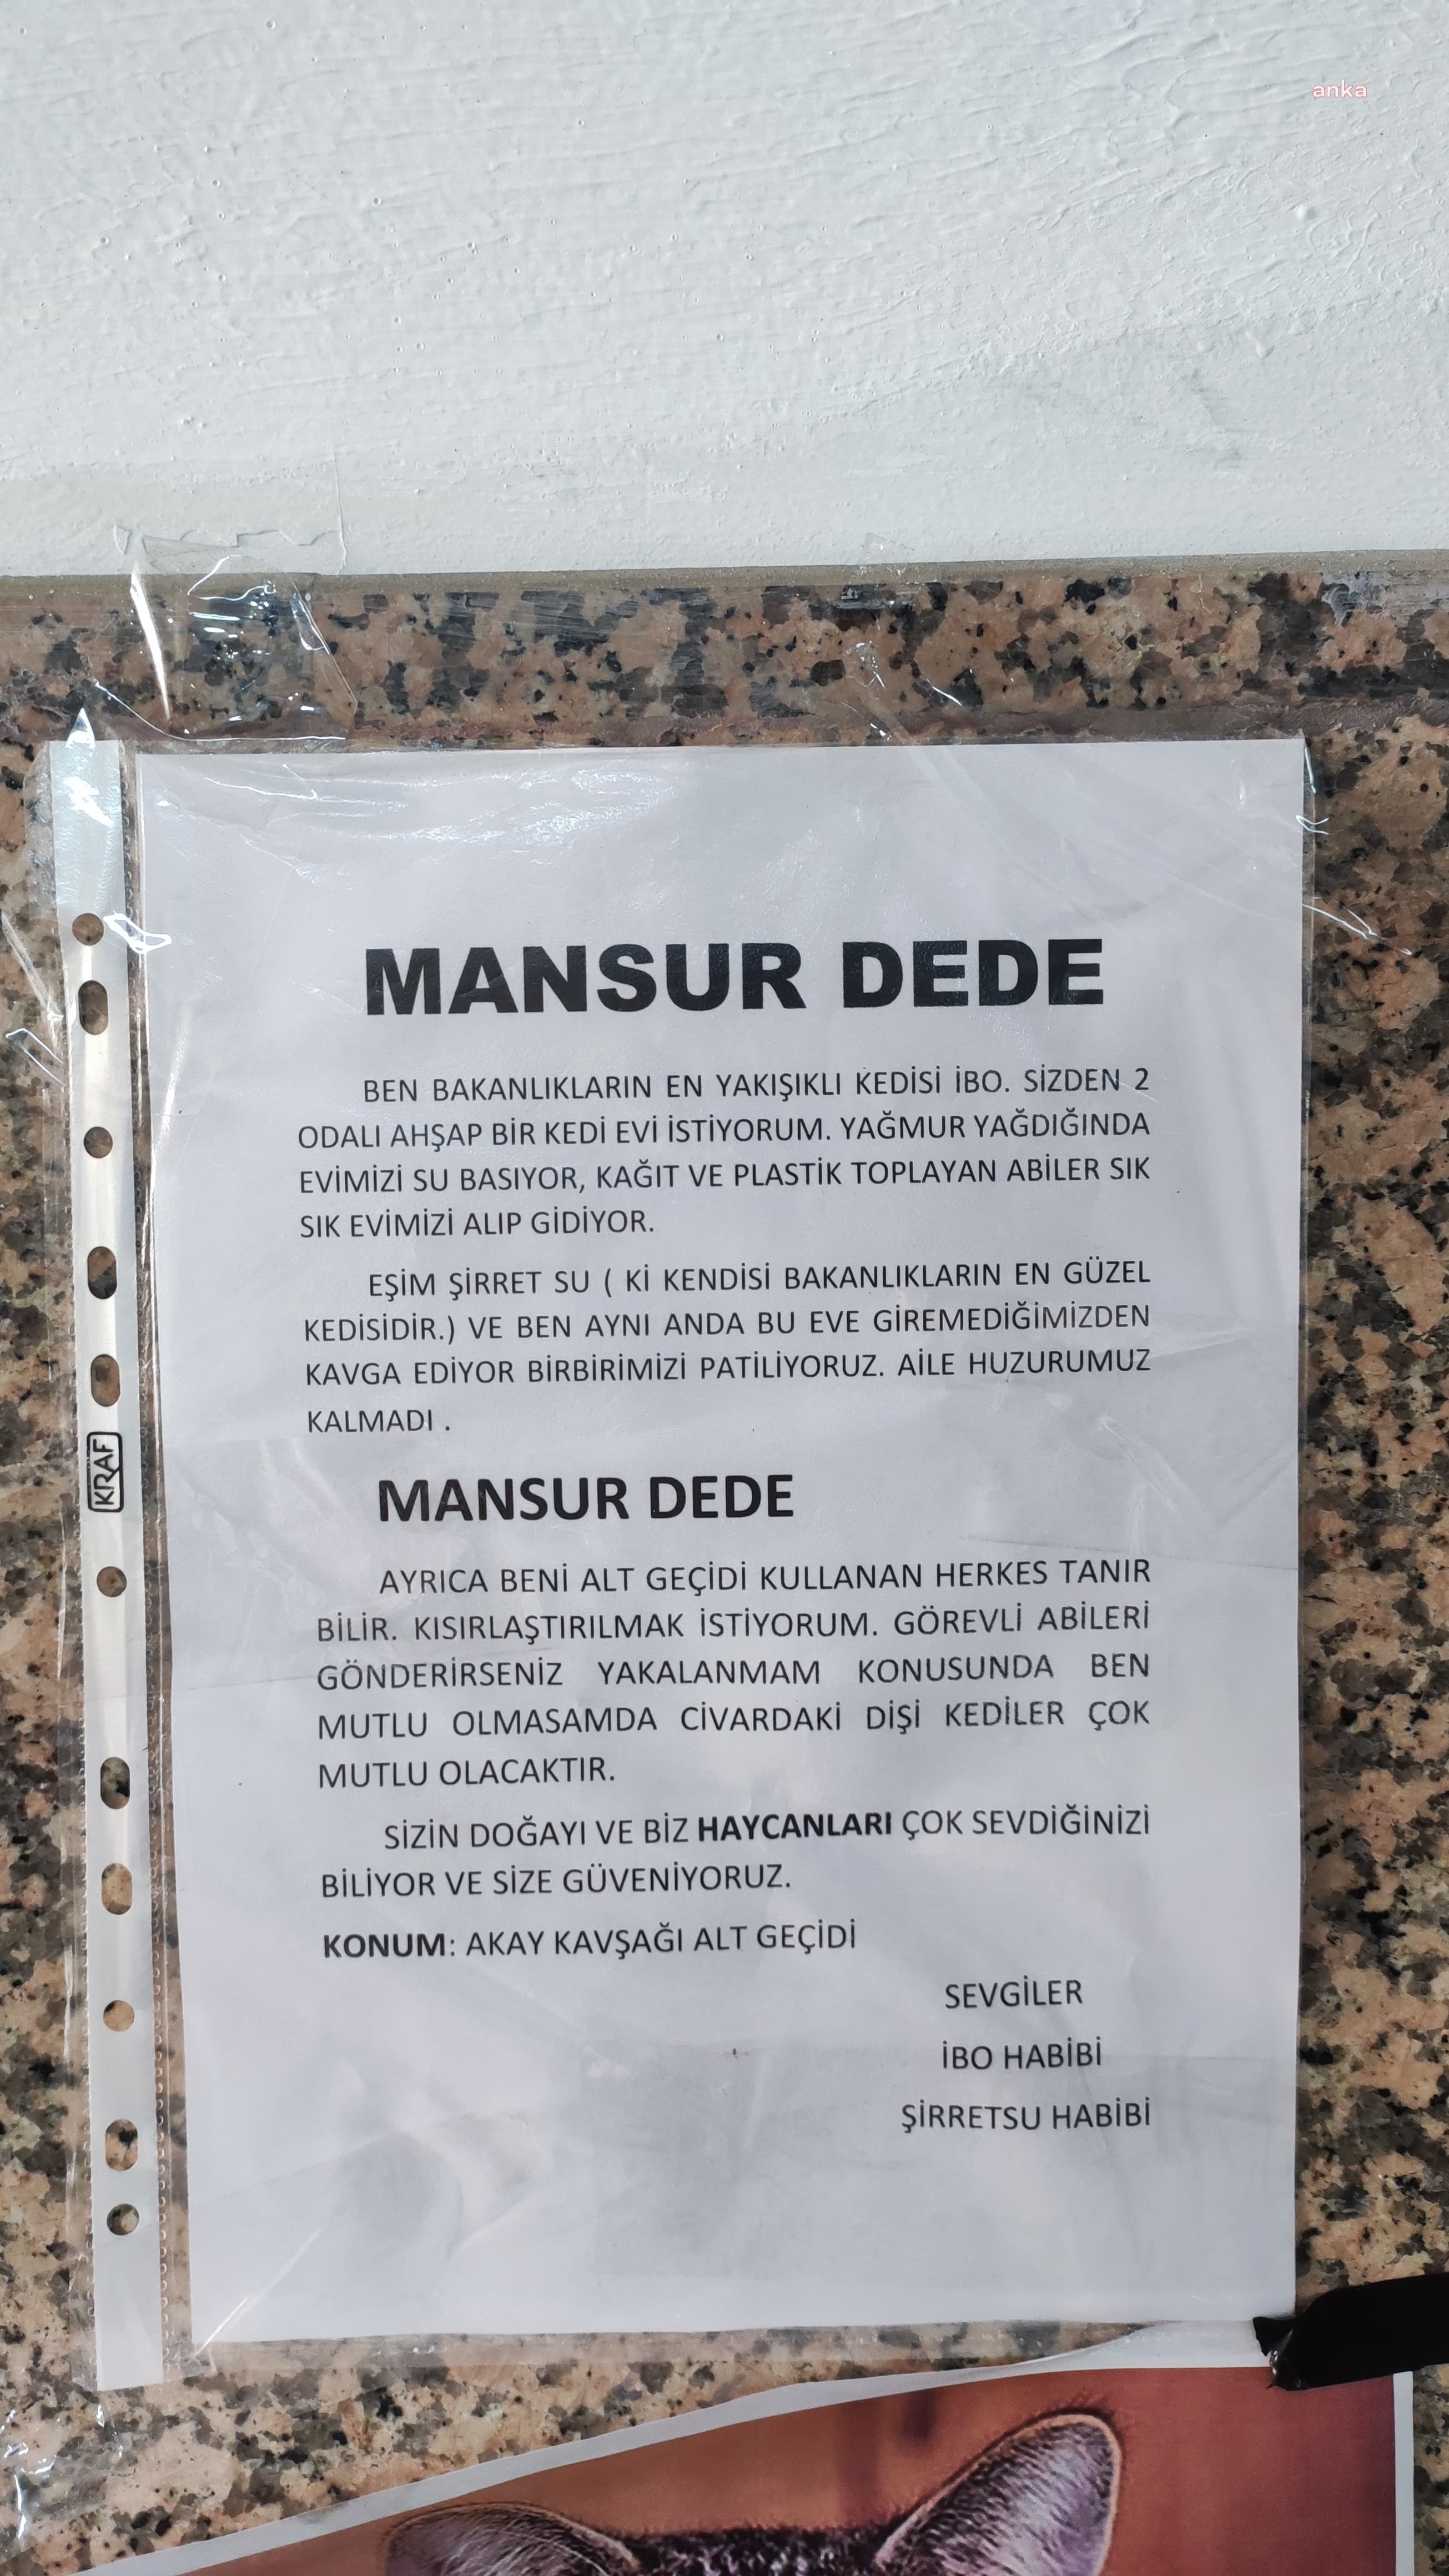 anka
MANSUR DEDE
BEN BAKANLIKLARIN EN YAKIŞIKLI KEDİSİ İBO. SİZDEN 2
ODALI AHŞAP BİR KEDİ EVİ İSTİYORUM. YAĞMUR YAĞDIĞINDA
EVİMİZİ SU BASIYOR, KAĞIT VE PLASTİK TOPLAYAN ABİLER SIK
SIK EVİMİZİ ALIP GİDİYOR.
EŞİM ŞİRRET SU ( Kİ KENDİSİ BAKANLIKLARIN EN GÜZEL
KEDİSİDİR.) VE BEN AYNI ANDA BU EVE GİREMEDİĞİMİZDEN
KAVGA EDİYOR BİRBİRİMİZİ PATİLİYORUZ. AİLE HUZURUMUZ
KALMADI .
KRAF
MANSUR DEDE
AYRICA BENİ ALT GEÇİDİ KULLANAN HERKES TANIR
BİLİR. KISIRLAŞTIRILMAK İSTİYORUM. GÖREVLİ ABİLERİ
GÖNDERİRSENİZ YAKALANMAM KONUSUNDA BEN
MUTLU OLMASAMDA CİVARDAKİ DİŞİ KEDİLER ÇOK
MUTLU OLACAKTIR.
SİZİN DOĞAYI VE BİZ HAYCANLARI ÇOK SEVDİĞİNİZİ
BİLİYOR VE SİZE GÜVENİYORUZ.
KONUM: AKAY KAVŞAĞI ALT GEÇİDİ
SEVGİLER
İBO HABİBİ
ŞİRRETSU HABİBİ